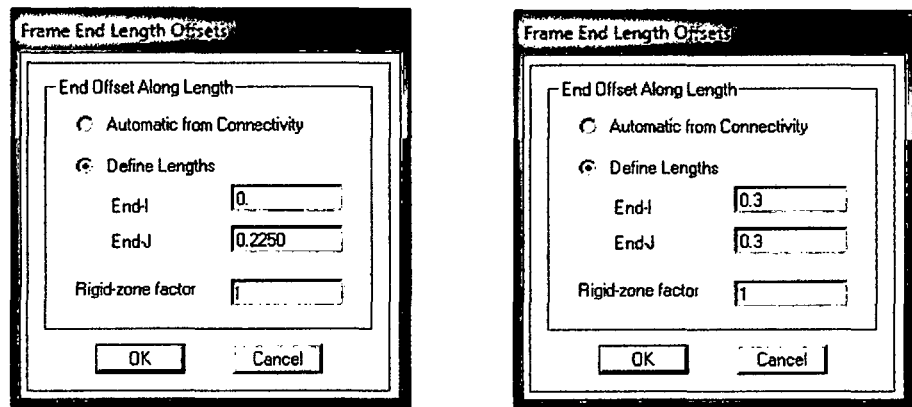 Frame End Length Offsets
End Offset Along Length
Automatic from Connectivity
Define Lengths
End-I
0.
End-J
0.2250
Rigid-zone factor
1
OK
Cancel
Frame End Length Offsets
End Offset Along Length
Automatic from Connectivity
Define Lengths
End-I
0.3
End-J
0.3
Rigid-zone factor
1
OK
Cancel